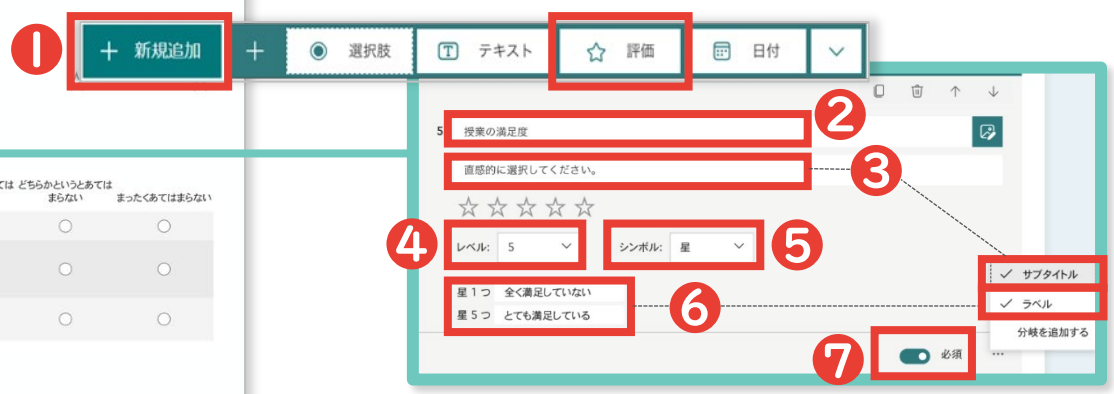 1
+ 新規追加 + 選択肢 テキスト 評価 日付
2
5 授業の満足度
3
直感的に選択してください。
ては どちらかというとあては
まらない まったくあてはまらない
4
レベル: 5
シンボル: 星
5
サブタイトル
星1つ 全く満足していない
6
ラベル
星5つ とても満足している
分岐を追加する
7
必須 …